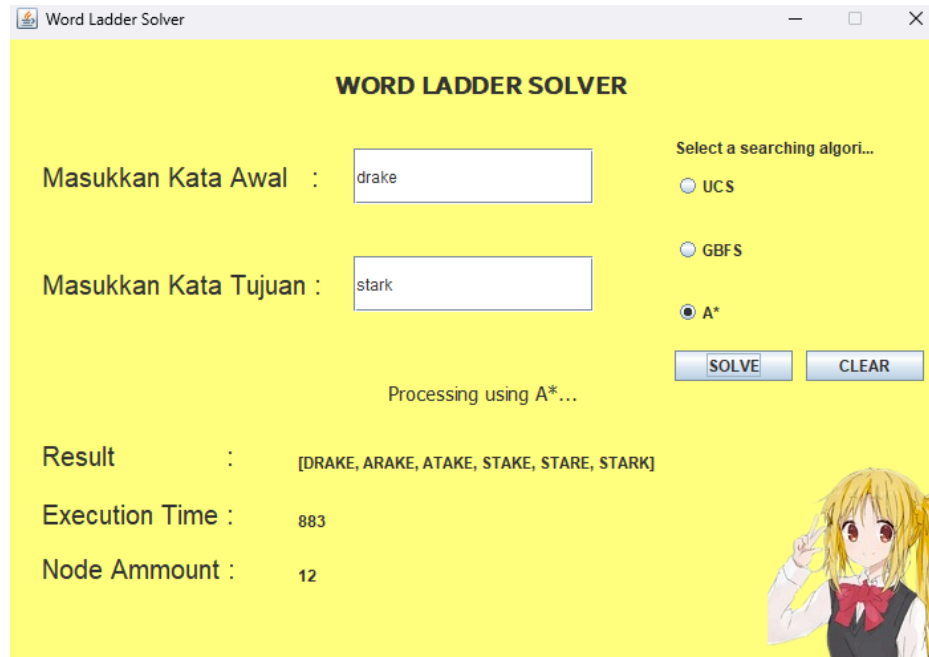 Word Ladder Solver
WORD LADDER SOLVER
Select a searching algori...
Masukkan Kata Awal :
drake
UCS
GBFS
Masukkan Kata Tujuan :
stark
A*
SOLVE
CLEAR
Processing using A*...
Result :
[DRAKE, ARAKE, ATAKE, STAKE, STARE, STARK]
Execution Time :
883
Node Ammount :
12